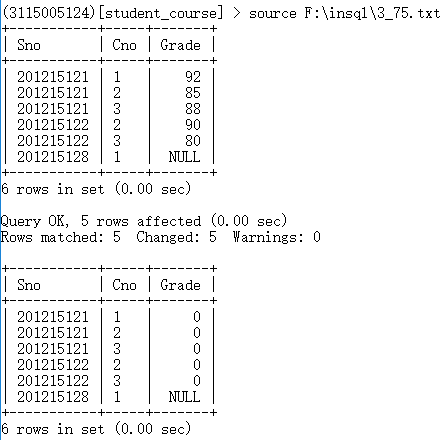 (3115005124)[student_course] > source F:\insql\3_75.txt
+-----------+-----+-------+
| Sno       | Cno | Grade |
+-----------+-----+-------+
| 201215121 | 1   |    92 |
| 201215121 | 2   |    85 |
| 201215121 | 3   |    88 |
| 201215122 | 2   |    90 |
| 201215122 | 3   |    80 |
| 201215128 | 1   |  NULL |
+-----------+-----+-------+
6 rows in set (0.00 sec)
Query OK, 5 rows affected (0.00 sec)
Rows matched: 5  Changed: 5  Warnings: 0
+-----------+-----+-------+
| Sno       | Cno | Grade |
+-----------+-----+-------+
| 201215121 | 1   |     0 |
| 201215121 | 2   |     0 |
| 201215121 | 3   |     0 |
| 201215122 | 2   |     0 |
| 201215122 | 3   |     0 |
| 201215128 | 1   |  NULL |
+-----------+-----+-------+
6 rows in set (0.00 sec)